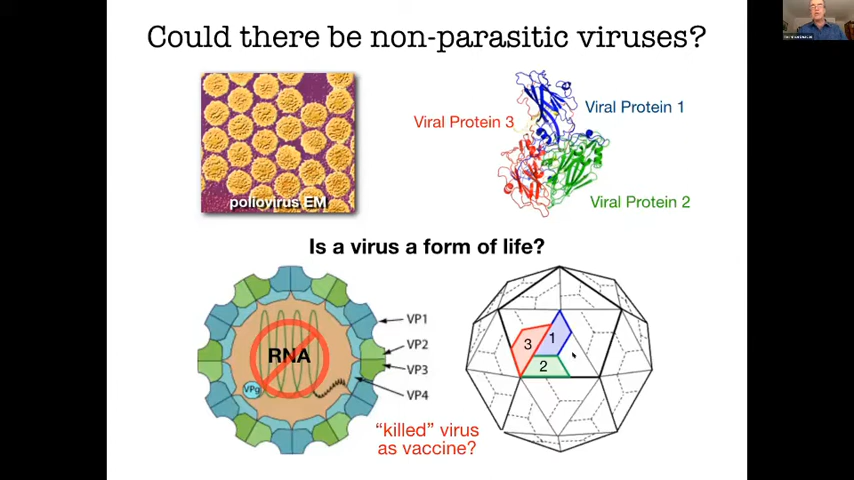 Could there be non-parasitic viruses?
Viral Protein 3
Viral Protein 1
poliovirus EM
Viral Protein 2
Is a virus a form of life?
VP1
RNA
VP2
VP3
VPg
VP4
3
1
2
"killed" virus
as vaccine?